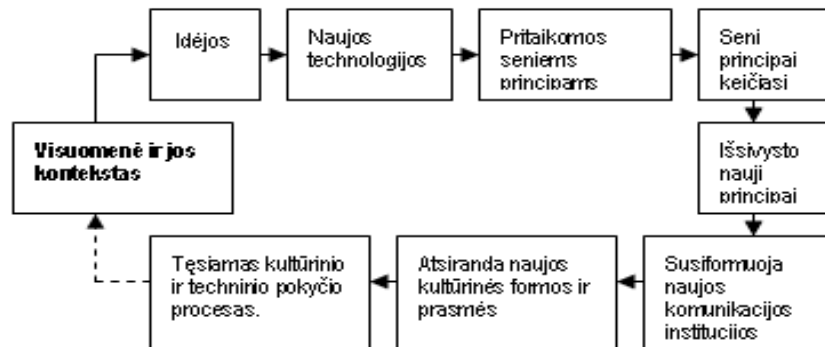 Idėjos
Naujos
technologijos
Pritaikomos
seniems
principams
Seni
principai
keičiasi
Visuomenė ir jos
kontekstas
Išsivysto
nauji
principai
Tęsiamas kultūrinio
ir techninio pokyčio
procesas.
Atsiranda naujos
kultūrinės formos ir
prasmės
Susiformuoja
naujos
komunikacijos
institucijos